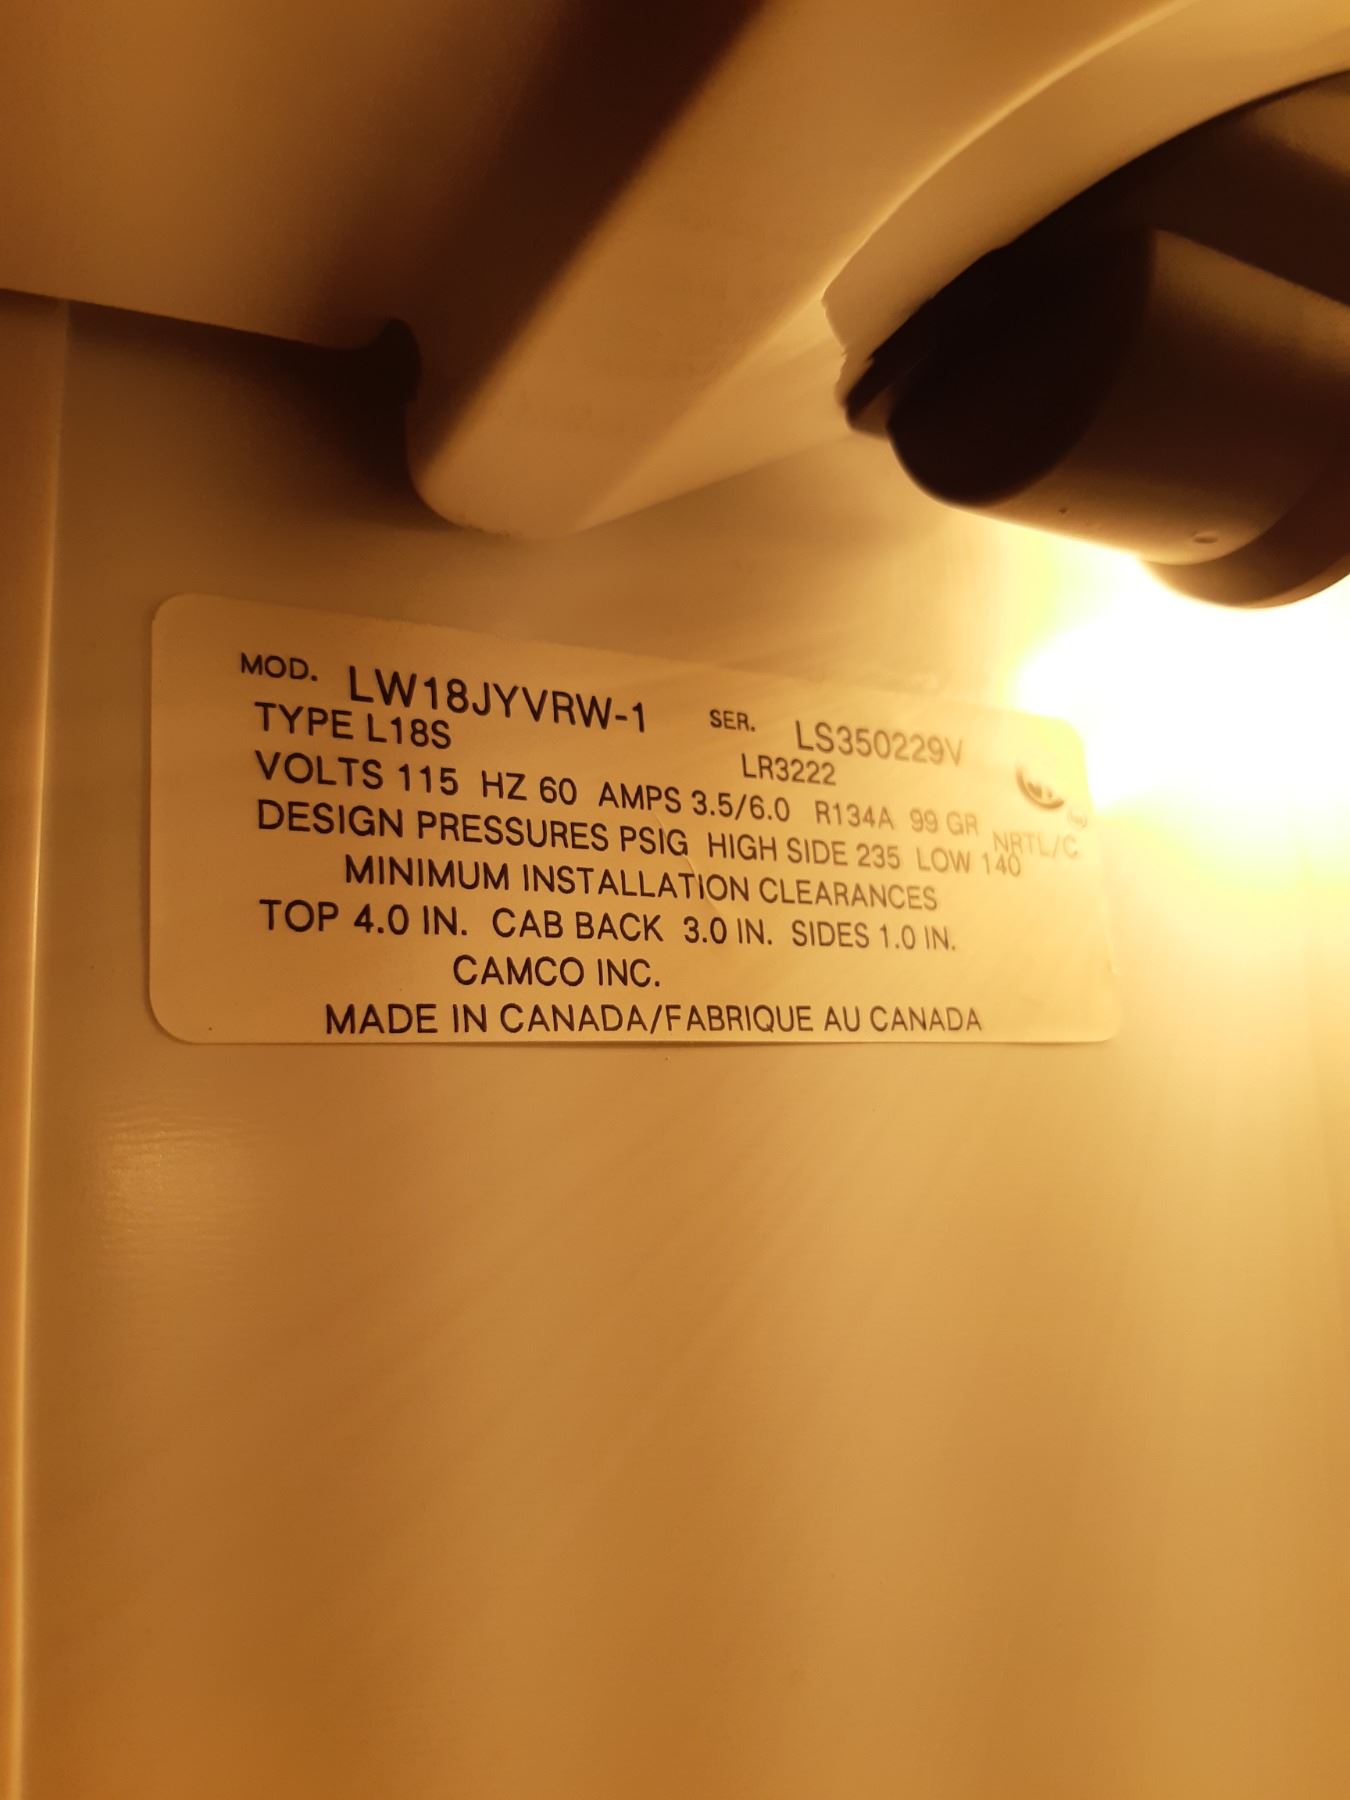 MOD. LW18JYVRW-1 SER. LS350229V
TYPE L18S LR3222
VOLTS 115 HZ 60 AMPS 3.5/6.0 R134A 99 GR NRTL/C
DESIGN PRESSURES PSIG HIGH SIDE 235 LOW 140
MINIMUM INSTALLATION CLEARANCES
TOP 4.0 IN. CAB BACK 3.0 IN. SIDES 1.0 IN.
CAMCO INC.
MADE IN CANADA/FABRIQUE AU CANADA